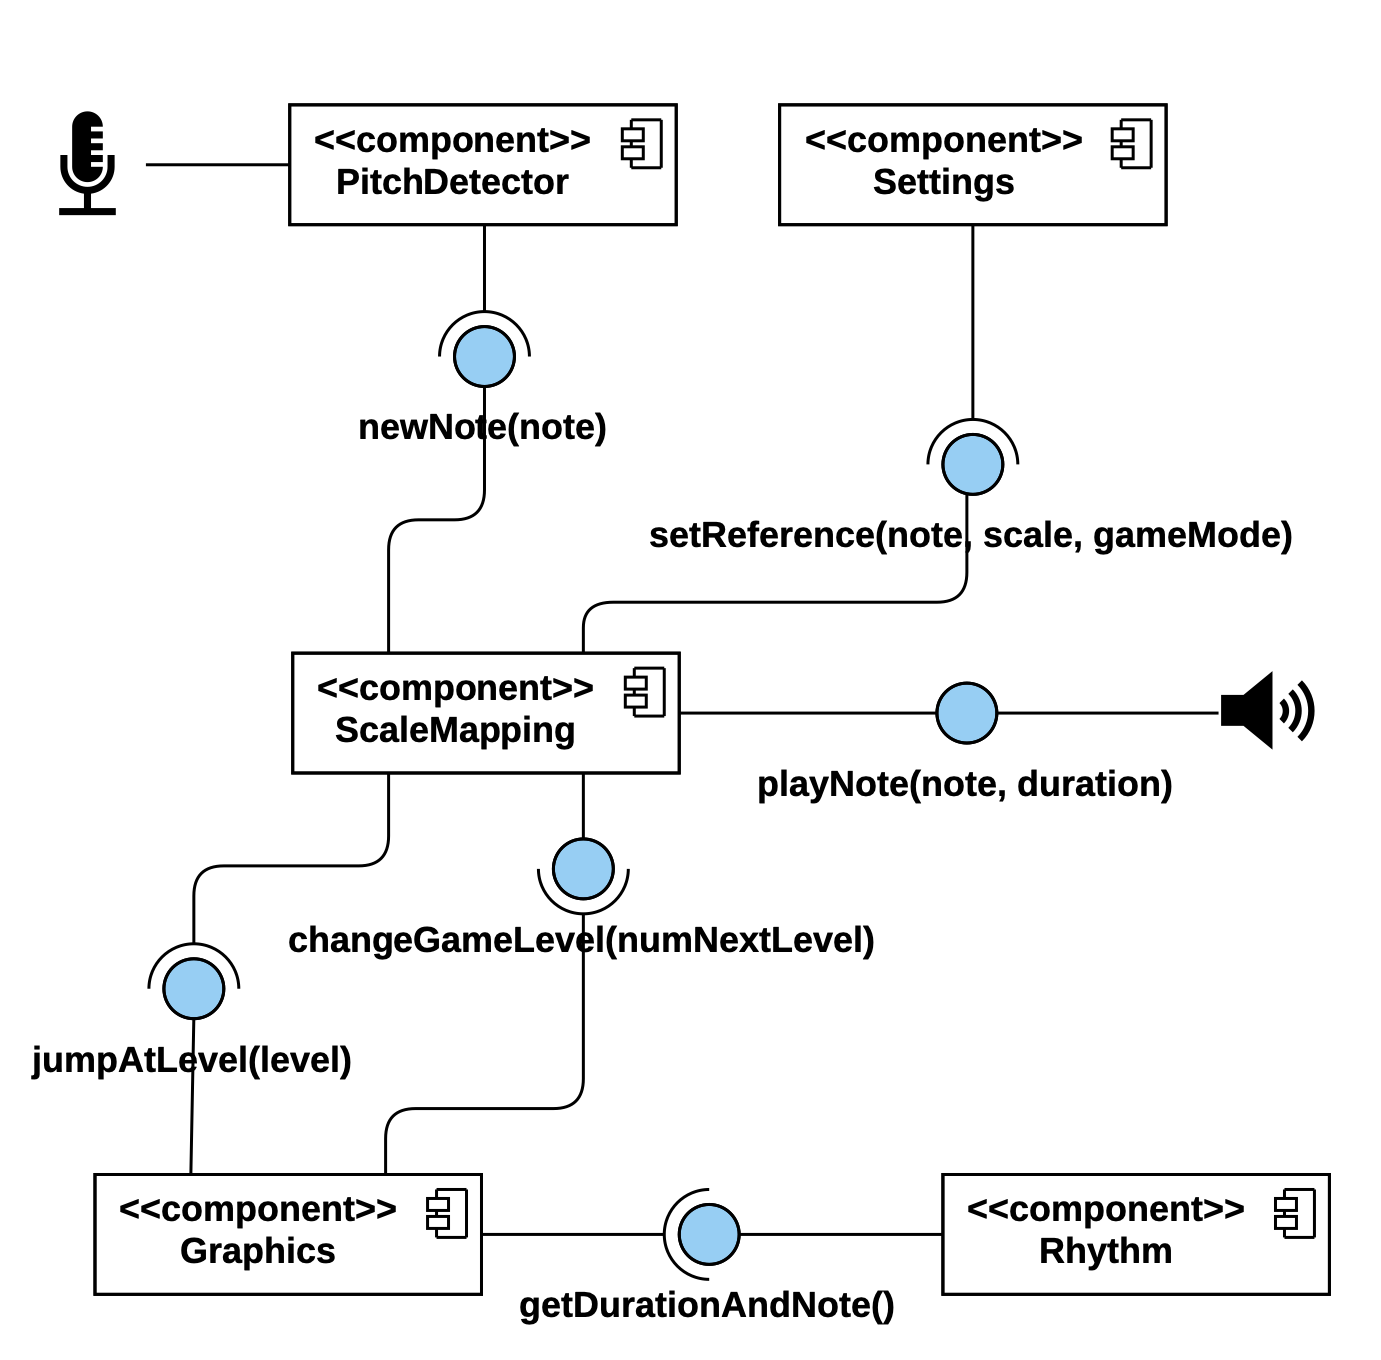 <<component>>
PitchDetector
<<component>>
Settings
newNote(note)
setReference(note, scale, gameMode)
<<component>>
ScaleMapping
playNote(note, duration)
changeGameLevel(numNextLevel)
jumpAtLevel(level)
<<component>>
Graphics
<<component>>
Rhythm
getDurationAndNote()